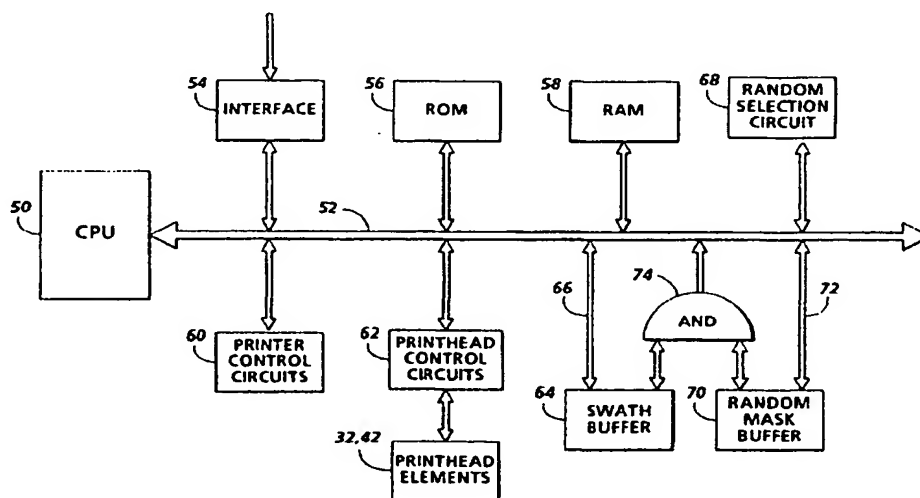 54
INTERFACE
56
ROM
58
RAM
68
RANDOM
SELECTION
CIRCUIT
50
CPU
52
60
PRINTER
CONTROL
CIRCUITS
62
PRINTHEAD
CONTROL
CIRCUITS
66
74
AND
72
64
SWATH
BUFFER
70
RANDOM
MASK
BUFFER
32,42
PRINTHEAD
ELEMENTS